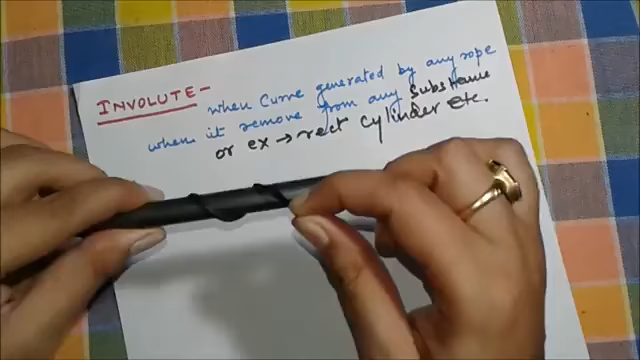 INVOLUTE - when curve generated by any rope
when it remove from any substance
or ex → rect cylinder etc.